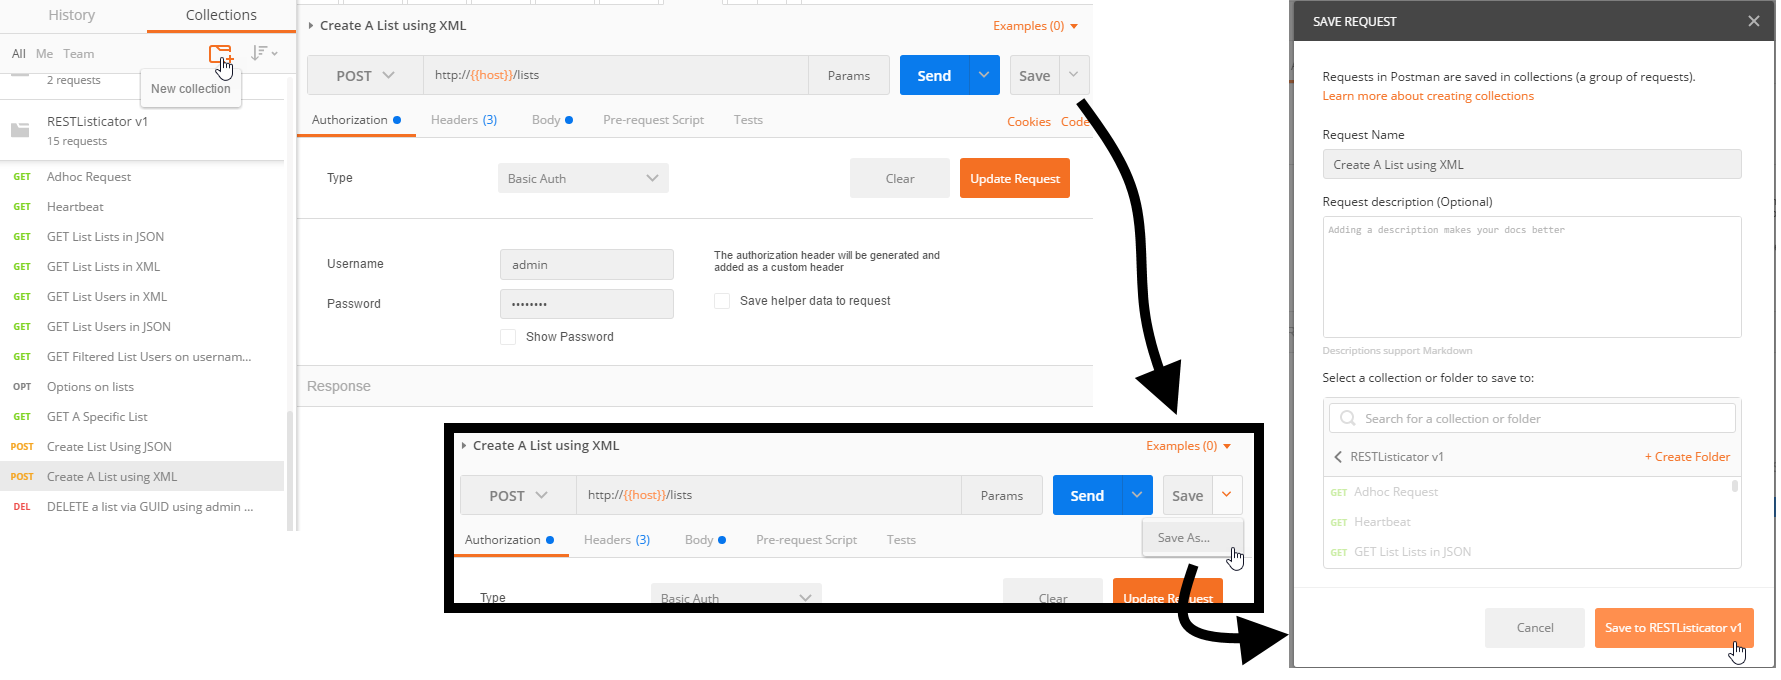 History
Collections
All Me Team
2 requests
New collection
RESTListicator v1
15 requests
GET Adhoc Request
GET Heartbeat
GET GET List Lists in JSON
GET GET List Lists in XML
GET GET List Users in XML
GET GET List Users in JSON
GET GET Filtered List Users on usernam...
OPT Options on lists
GET GET A Specific List
POST Create List Using JSON
POST Create A List using XML
DEL DELETE a list via GUID using admin ...
Create A List using XML
Examples (0)
POST http://{{host}}/lists Params Send Save
Authorization Headers (3) Body Pre-request Script Tests
Cookies Code
Type Basic Auth Clear Update Request
Username admin
Password ••••••••
Show Password
The authorization header will be generated and
added as a custom header
Save helper data to request
Response
Create A List using XML
Examples (0)
POST http://{{host}}/lists Params Send Save
Authorization Headers (3) Body Pre-request Script Tests
Save As...
Type Basic Auth Clear Update Request
SAVE REQUEST
Requests in Postman are saved in collections (a group of requests).
Learn more about creating collections
Request Name
Create A List using XML
Request description (Optional)
Adding a description makes your docs better
Descriptions support Markdown
Select a collection or folder to save to:
Search for a collection or folder
RESTListicator v1 + Create Folder
GET Adhoc Request
GET Heartbeat
GET GET List Lists in JSON
Cancel Save to RESTListicator v1